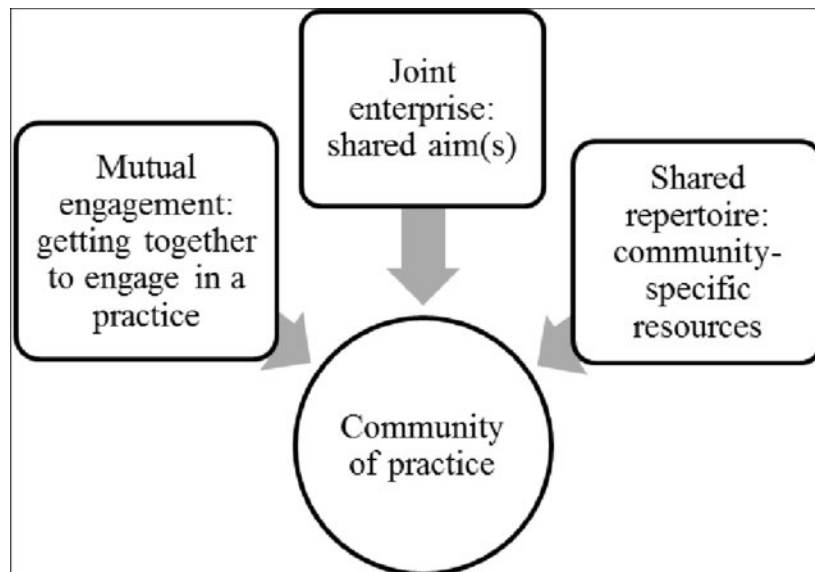 Joint
enterprise:
shared aim(s)
Mutual
engagement:
getting together
to engage in a
practice
Shared
repertoire:
community-
specific
resources
Community
of practice